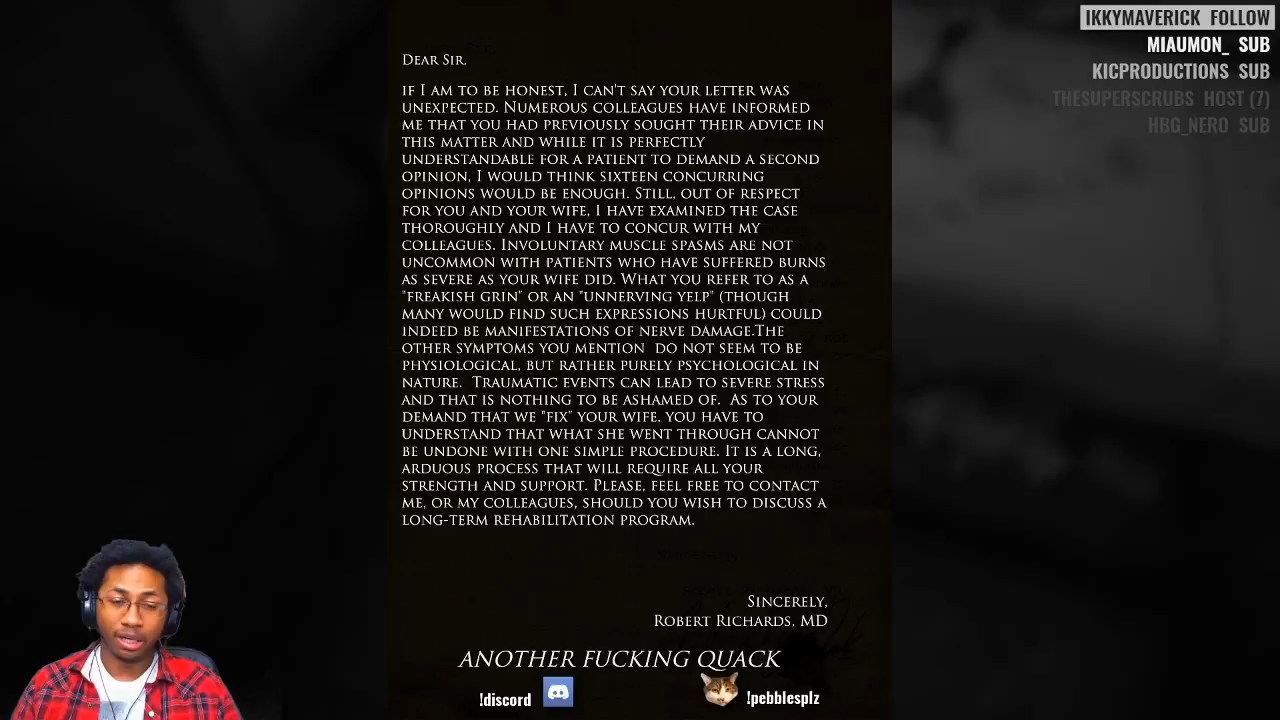 IKKYMAVERICK FOLLOW
MIAUMON_ SUB
KICPRODUCTIONS SUB
THESUPERSCRUBS HOST (7)
HBG_NERO SUB
DEAR SIR,
IF I AM TO BE HONEST, I CAN'T SAY YOUR LETTER WAS
UNEXPECTED. NUMEROUS COLLEAGUES HAVE INFORMED
ME THAT YOU HAD PREVIOUSLY SOUGHT THEIR ADVICE IN
THIS MATTER AND WHILE IT IS PERFECTLY
UNDERSTANDABLE FOR A PATIENT TO DEMAND A SECOND
OPINION, I WOULD THINK SIXTEEN CONCURRING
OPINIONS WOULD BE ENOUGH. STILL, OUT OF RESPECT
FOR YOU AND YOUR WIFE, I HAVE EXAMINED THE CASE
THOROUGHLY AND I HAVE TO CONCUR WITH MY
COLLEAGUES. INVOLUNTARY MUSCLE SPASMS ARE NOT
UNCOMMON WITH PATIENTS WHO HAVE SUFFERED BURNS
AS SEVERE AS YOUR WIFE DID. WHAT YOU REFER TO AS A
"FREAKISH GRIN" OR AN "UNNERVING YELP" (THOUGH
MANY WOULD FIND SUCH EXPRESSIONS HURTFUL) COULD
INDEED BE MANIFESTATIONS OF NERVE DAMAGE.THE
OTHER SYMPTOMS YOU MENTION DO NOT SEEM TO BE
PHYSIOLOGICAL, BUT RATHER PURELY PSYCHOLOGICAL IN
NATURE. TRAUMATIC EVENTS CAN LEAD TO SEVERE STRESS
AND THAT IS NOTHING TO BE ASHAMED OF. AS TO YOUR
DEMAND THAT WE "FIX" YOUR WIFE, YOU HAVE TO
UNDERSTAND THAT WHAT SHE WENT THROUGH CANNOT
BE UNDONE WITH ONE SIMPLE PROCEDURE. IT IS A LONG,
ARDUOUS PROCESS THAT WILL REQUIRE ALL YOUR
STRENGTH AND SUPPORT. PLEASE, FEEL FREE TO CONTACT
ME, OR MY COLLEAGUES, SHOULD YOU WISH TO DISCUSS A
LONG-TERM REHABILITATION PROGRAM.
SINCERELY,
ROBERT RICHARDS, MD
ANOTHER FUCKING QUACK
!discord
!pebblesplz